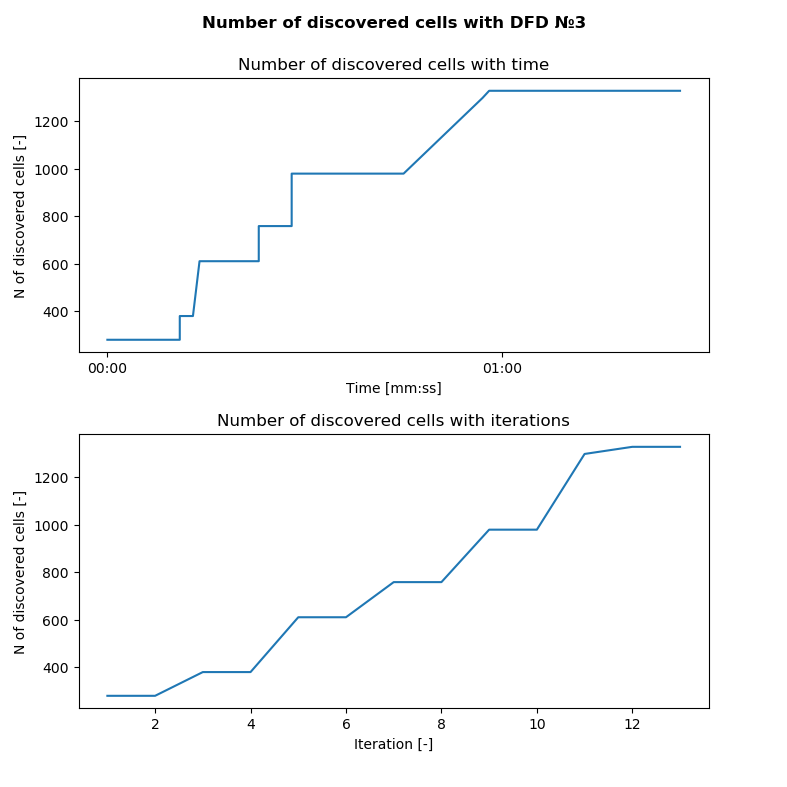 Number of discovered cells with DFD №3
Number of discovered cells with time
N of discovered cells [-]
1200
1000
800
600
400
00:00 01:00
Time [mm:ss]
Number of discovered cells with iterations
N of discovered cells [-]
1200
1000
800
600
400
2 4 6 8 10 12
Iteration [-]